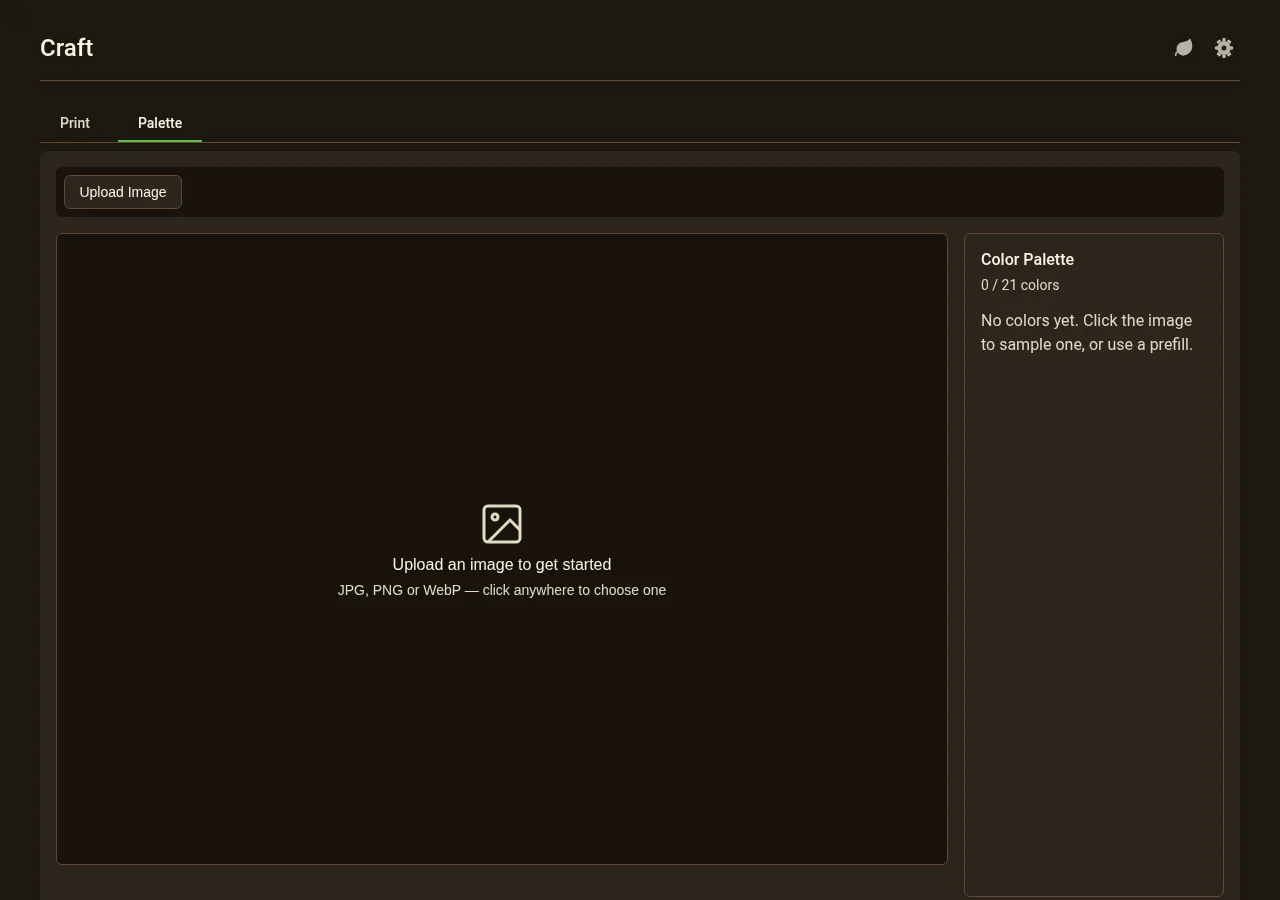 Craft
Print
Palette
Upload Image
Upload an image to get started
JPG, PNG or WebP — click anywhere to choose one
Color Palette
0 / 21 colors
No colors yet. Click the image
to sample one, or use a prefill.